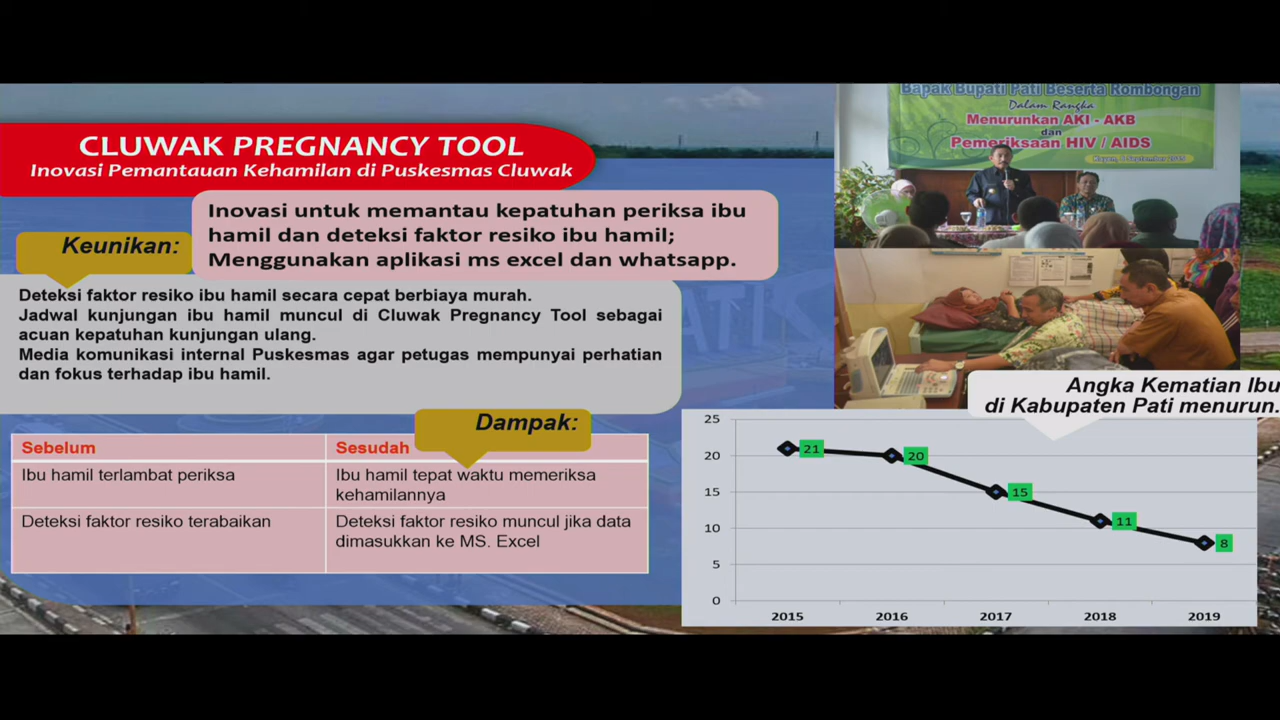 CLUWAK PREGNANCY TOOL
Inovasi Pemantauan Kehamilan di Puskesmas Cluwak
Inovasi untuk memantau kepatuhan periksa ibu
hamil dan deteksi faktor resiko ibu hamil;
Menggunakan aplikasi ms excel dan whatsapp.
Keunikan:
Deteksi faktor resiko ibu hamil secara cepat berbiaya murah.
Jadwal kunjungan ibu hamil muncul di Cluwak Pregnancy Tool sebagai
acuan kepatuhan kunjungan ulang.
Media komunikasi internal Puskesmas agar petugas mempunyai perhatian
dan fokus terhadap ibu hamil.
Dampak:
Sebelum
Sesudah
Ibu hamil terlambat periksa
Ibu hamil tepat waktu memeriksa
kehamilannya
Deteksi faktor resiko terabaikan
Deteksi faktor resiko muncul jika data
dimasukkan ke MS. Excel
Bapak Bupati Pati Beserta Rombongan
Dalam Rangka
Menurunkan AKI - AKB
dan
Pemeriksaan HIV / AIDS
Angka Kematian Ibu
di Kabupaten Pati menurun.
25
20
15
10
5
0
21
20
15
11
8
2015
2016
2017
2018
2019